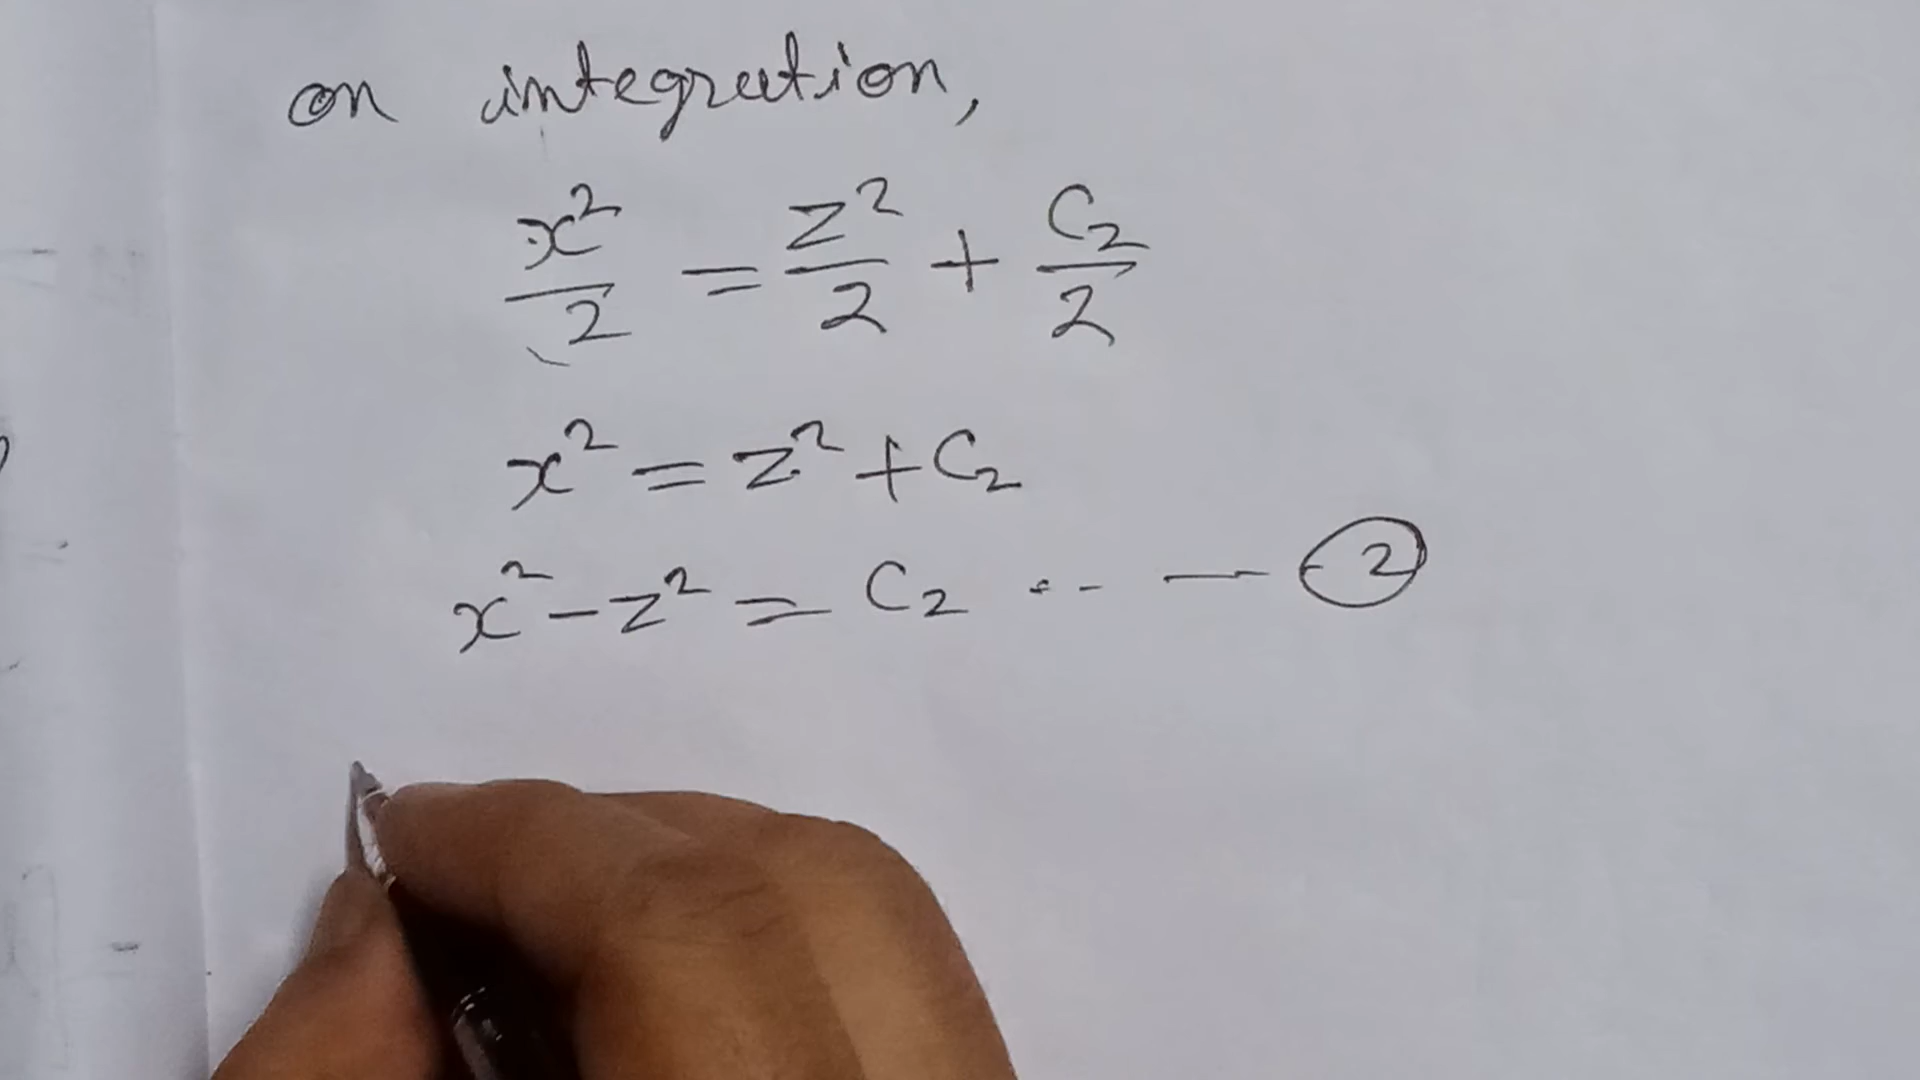 on integration,
x²/2 = z²/2 + C₂/2
x² = z² + C₂
x² - z² = C₂ -- — ②